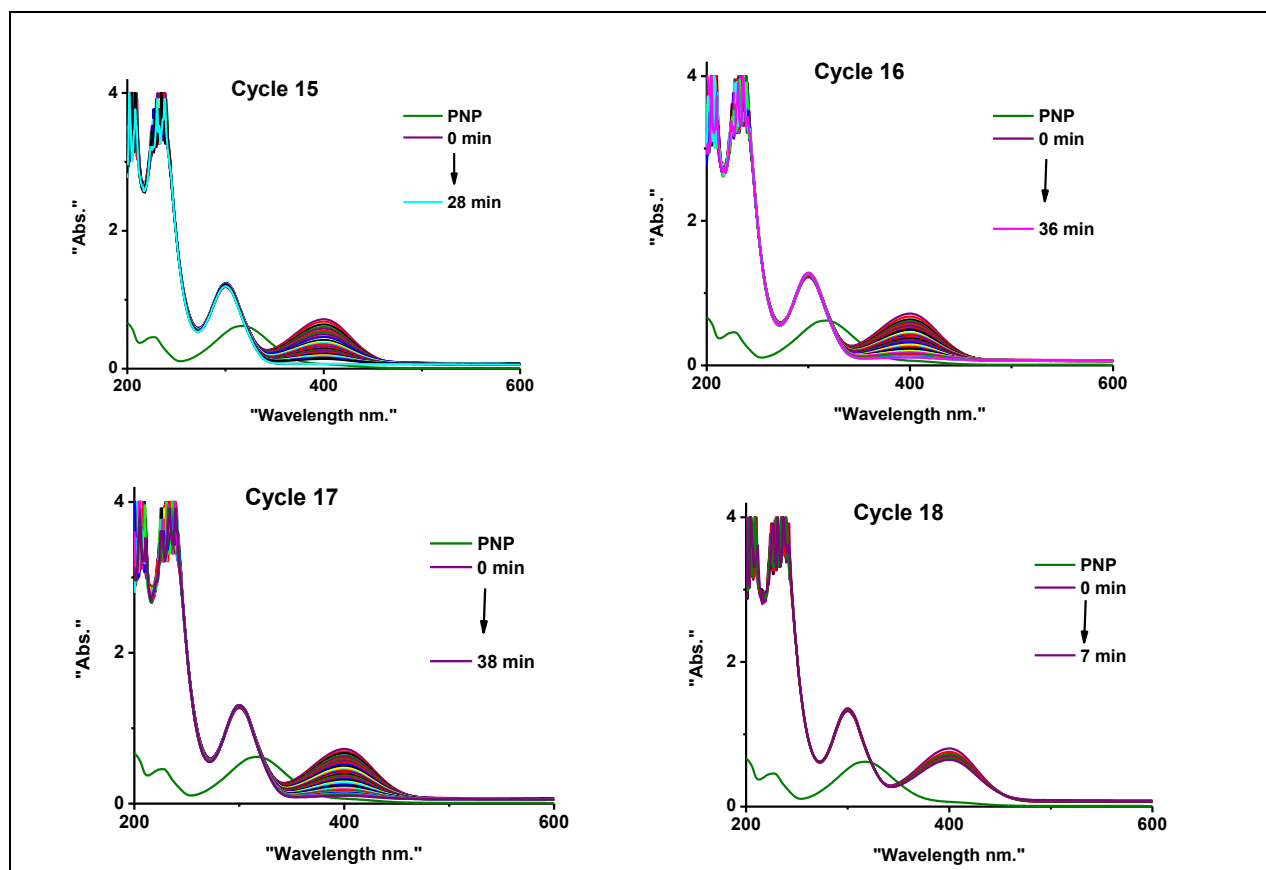 Cycle 15
PNP
0 min
28 min
4
2
0
200
400
600
"Abs."
"Wavelength nm."
Cycle 16
PNP
0 min
36 min
4
2
0
200
400
600
"Abs."
"Wavelength nm."
Cycle 17
PNP
0 min
38 min
4
2
0
200
400
600
"Abs."
"Wavelength nm."
Cycle 18
PNP
0 min
7 min
4
2
0
200
400
600
"Abs."
"Wavelength nm."